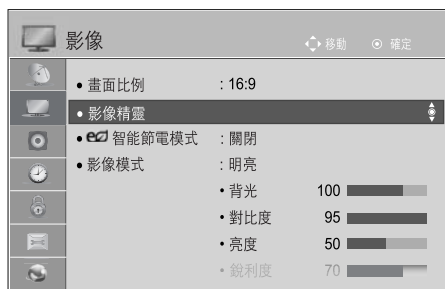 影像 移動 ◉ 確定
• 畫面比例 : 16:9
• 影像精靈
• eco 智能節電模式 : 關閉
• 影像模式 : 明亮
• 背光 100
• 對比度 95
• 亮度 50
• 銳利度 70